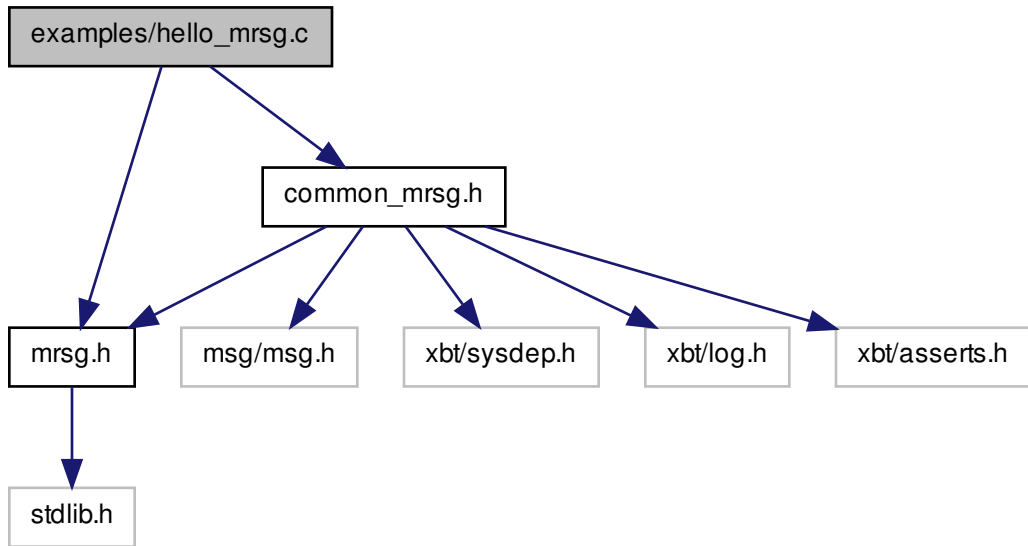 examples/hello_mrsg.c
common_mrsg.h
mrsg.h
msg/msg.h
xbt/sysdep.h
xbt/log.h
xbt/asserts.h
stdlib.h